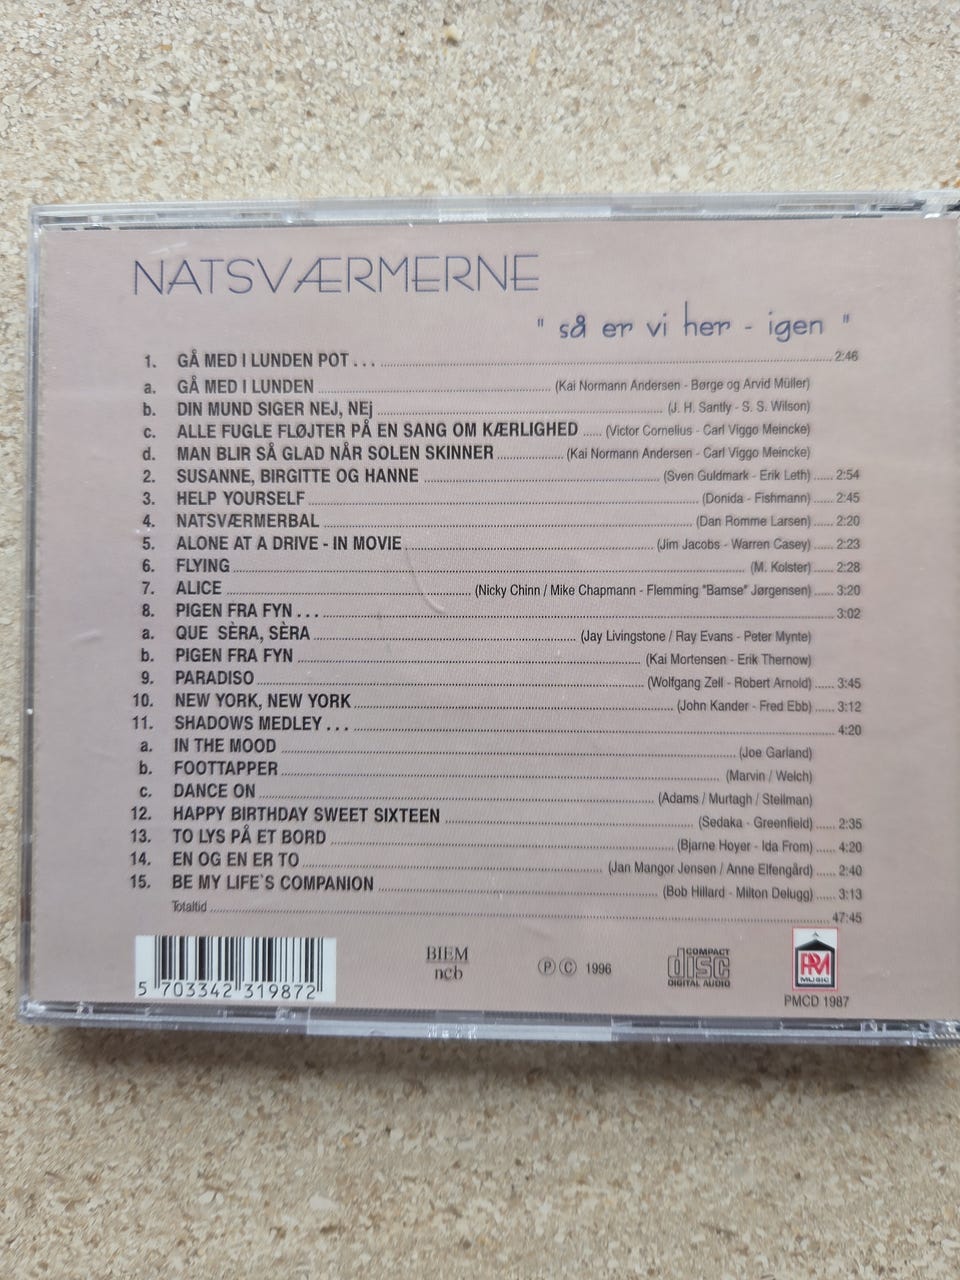 NATSVÆRMERNE
" så er vi her - igen "
1. GÅ MED I LUNDEN POT . . . 2:46
a. GÅ MED I LUNDEN (Kai Normann Andersen - Børge og Arvid Müller)
b. DIN MUND SIGER NEJ, NEj (J. H. Santly - S. S. Wilson)
c. ALLE FUGLE FLØJTER PÅ EN SANG OM KÆRLIGHED (Victor Cornelius - Carl Viggo Meincke)
d. MAN BLIR SÅ GLAD NÅR SOLEN SKINNER (Kai Normann Andersen - Carl Viggo Meincke)
2. SUSANNE, BIRGITTE OG HANNE (Sven Guldmark - Erik Leth) 2:54
3. HELP YOURSELF (Donida - Fishmann) 2:45
4. NATSVÆRMERBAL (Dan Romme Larsen) 2:20
5. ALONE AT A DRIVE - IN MOVIE (Jim Jacobs - Warren Casey) 2:23
6. FLYING (M. Kolster) 2:28
7. ALICE (Nicky Chinn / Mike Chapmann - Flemming "Bamse" Jørgensen) 3:20
8. PIGEN FRA FYN . . . 3:02
a. QUE SÈRA, SÈRA (Jay Livingstone / Ray Evans - Peter Mynte)
b. PIGEN FRA FYN (Kai Mortensen - Erik Thernow)
9. PARADISO (Wolfgang Zell - Robert Arnold) 3:45
10. NEW YORK, NEW YORK (John Kander - Fred Ebb) 3:12
11. SHADOWS MEDLEY . . . 4:20
a. IN THE MOOD (Joe Garland)
b. FOOTTAPPER (Marvin / Welch)
c. DANCE ON (Adams / Murtagh / Stellman)
12. HAPPY BIRTHDAY SWEET SIXTEEN (Sedaka - Greenfield) 2:35
13. TO LYS PÅ ET BORD (Bjarne Hoyer - Ida From) 4:20
14. EN OG EN ER TO (Jan Mangor Jensen / Anne Elfengård) 2:40
15. BE MY LIFE`S COMPANION (Bob Hillard - Milton Delugg) 3:13
Totaltid 47:45
5 703342 319872
BIEM
ncb
℗ © 1996
COMPACT
disc
DIGITAL AUDIO
PM
MUSIC
PMCD 1987